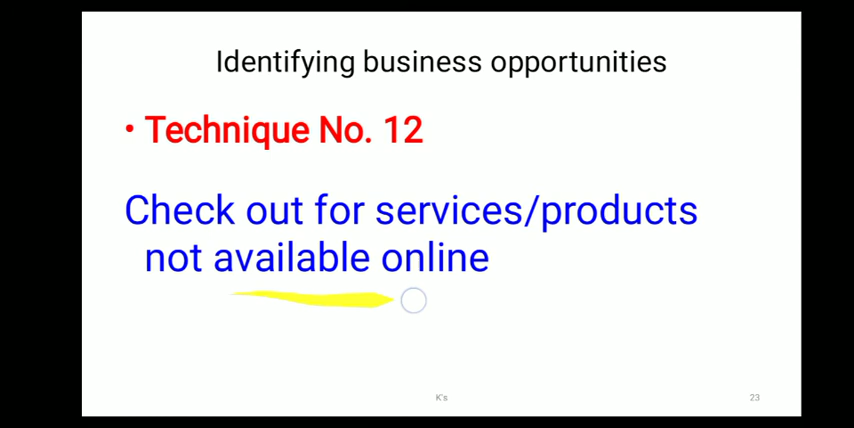 Identifying business opportunities
• Technique No. 12
Check out for services/products
not available online
K's
23